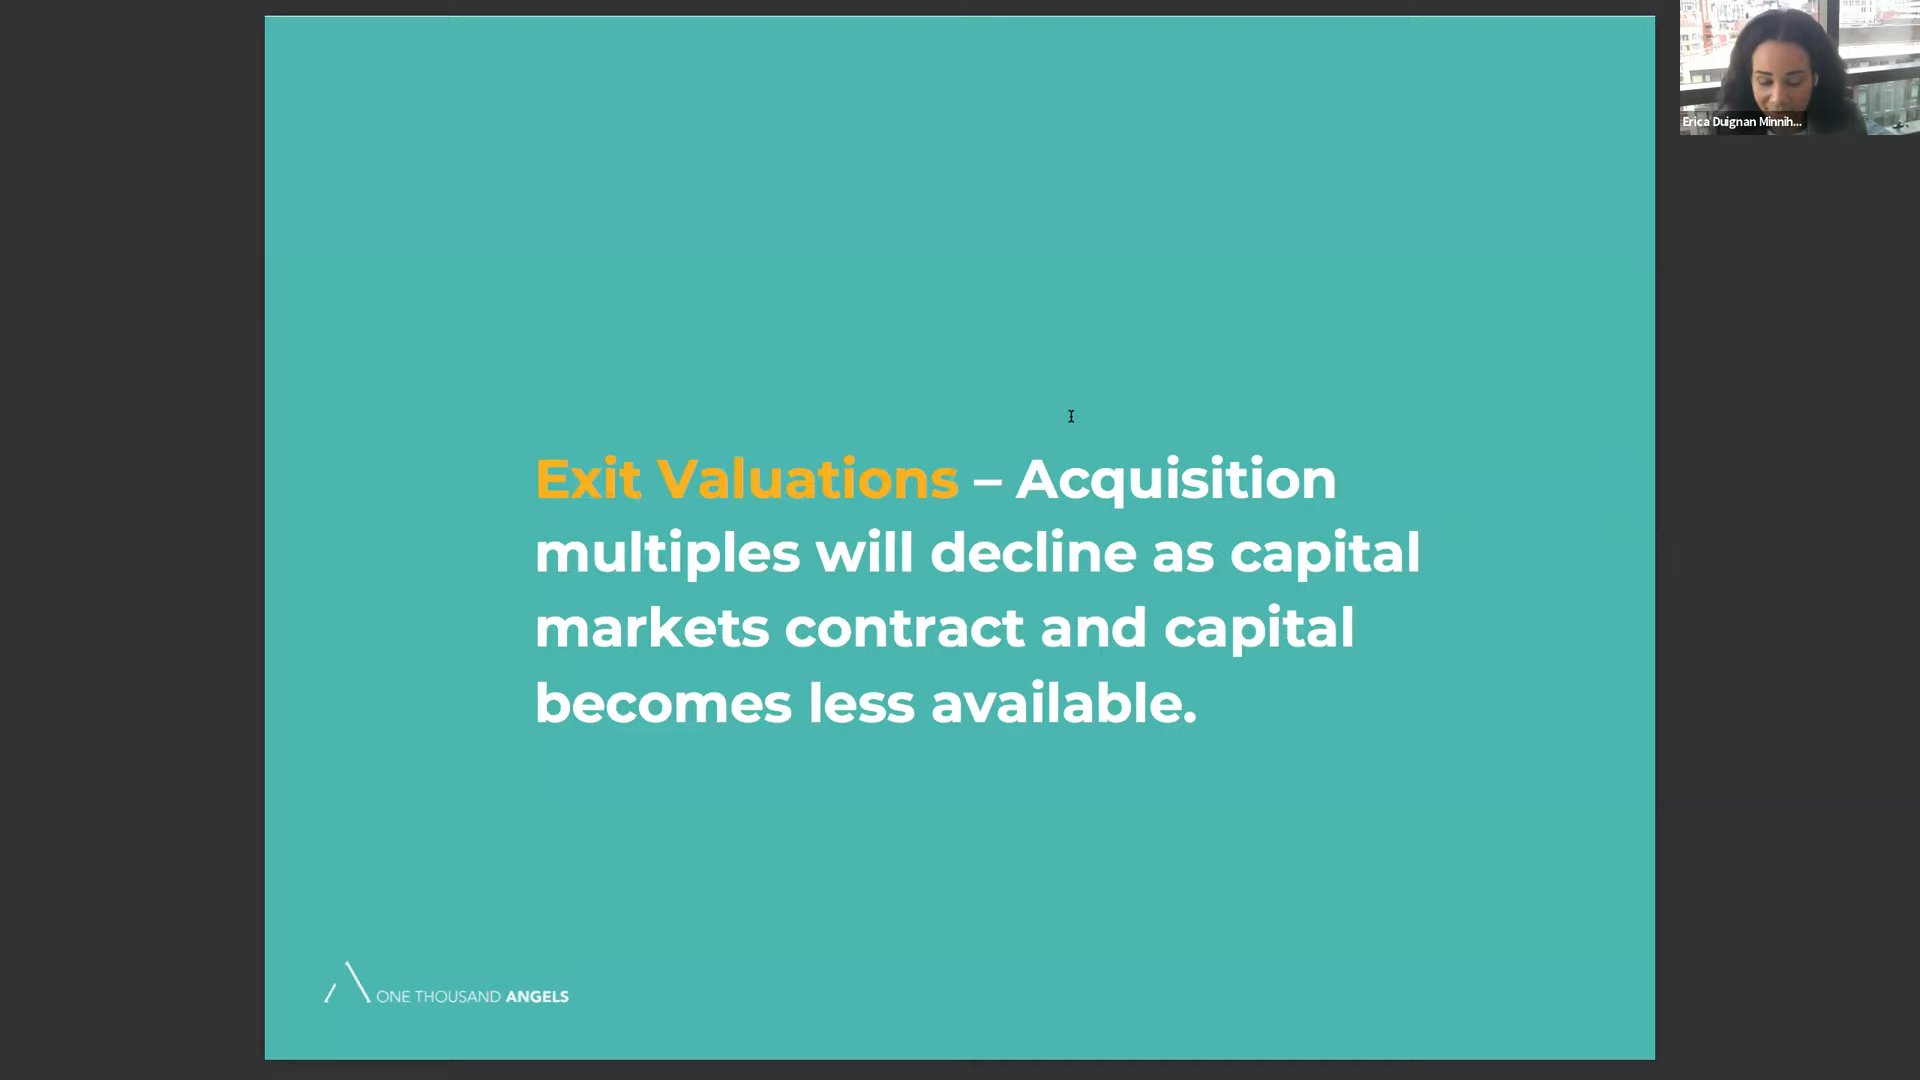 Erica Duignan Minnih...
Exit Valuations – Acquisition
multiples will decline as capital
markets contract and capital
becomes less available.
ONE THOUSAND ANGELS